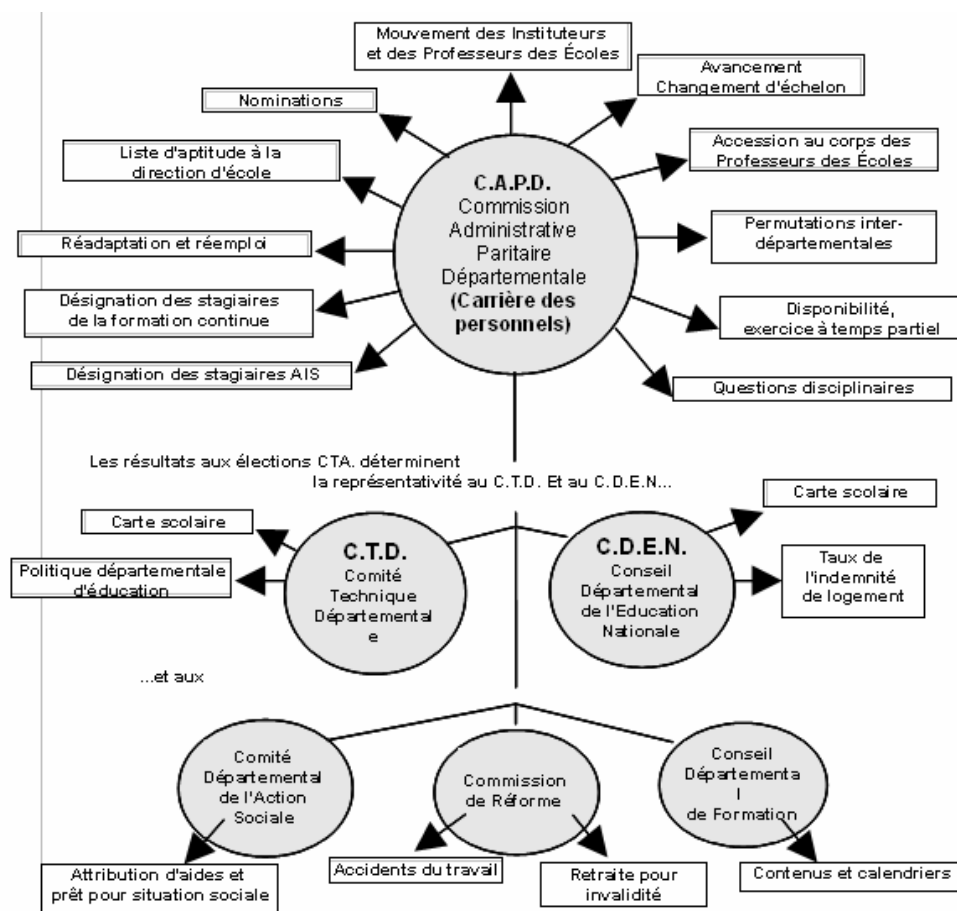 Mouvement des Instituteurs
et des Professeurs des Écoles
Avancement
Changement d'échelon
Nominations
Accession au corps des
Professeurs des Écoles
Liste d'aptitude à la
direction d'école
C.A.P.D.
Commission
Administrative
Paritaire
Départementale
(Carrière des
personnels)
Permutations inter-
départementales
Réadaptation et réemploi
Désignation des stagiaires
de la formation continue
Disponibilité,
exercice à temps partiel
Désignation des stagiaires AIS
Questions disciplinaires
Les résultats aux élections CTA. déterminent
la représentativité au C.T.D. Et au C.D.E.N...
Carte scolaire
Carte scolaire
C.T.D.
Comité
Technique
Départemental
e
C.D.E.N.
Conseil
Départemental
de l'Education
Nationale
Politique départementale
d'éducation
Taux de
l'indemnité
de logement
...et aux
Comité
Départemental
de l'Action
Sociale
Commission
de Réforme
Conseil
Départementa
l
de Formation
Attribution d'aides et
prêt pour situation sociale
Accidents du travail
Retraite pour
invalidité
Contenus et calendriers